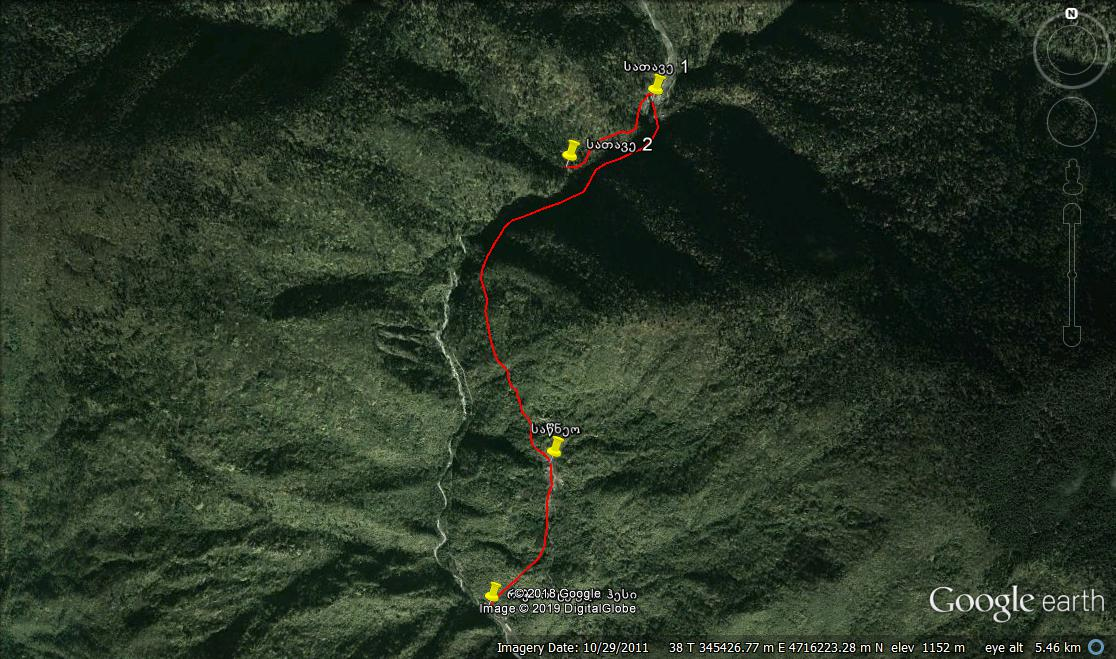 N
სათავე 1
სათავე 2
საწნეო
©2018 Google ჰესი
Image © 2019 DigitalGlobe
Google earth
Imagery Date: 10/29/2011 38 T 345426.77 m E 4716223.28 m N elev 1152 m eye alt 5.46 km